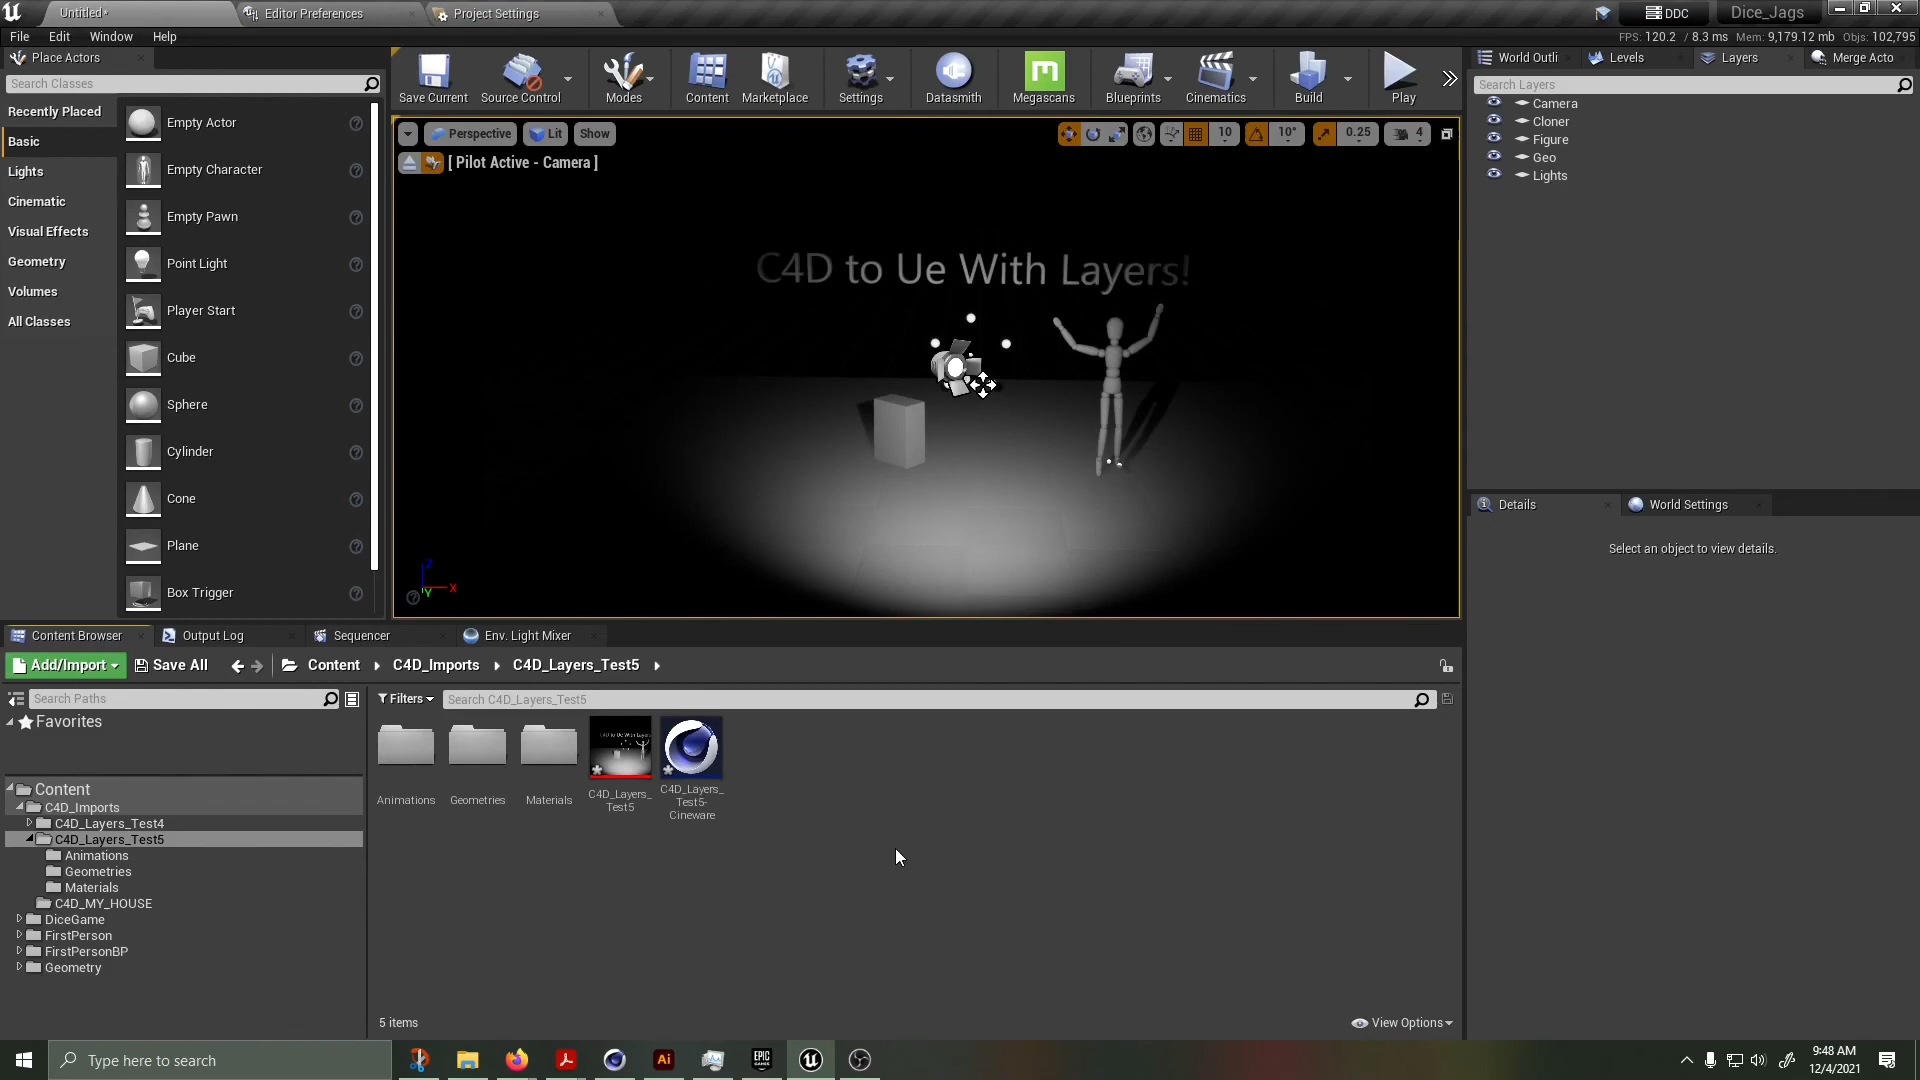 Untitled*
Editor Preferences
Project Settings
DDC
Dice_Jags
File Edit Window Help
FPS: 120.2 / 8.3 ms Mem: 9,179.12 mb Objs: 102,795
Place Actors
Search Classes
Recently Placed
Basic
Lights
Cinematic
Visual Effects
Geometry
Volumes
All Classes
Empty Actor
Empty Character
Empty Pawn
Point Light
Player Start
Cube
Sphere
Cylinder
Cone
Plane
Box Trigger
Save Current
Source Control
Modes
Content
Marketplace
Settings
Datasmith
Megascans
Blueprints
Cinematics
Build
Play
Perspective
Lit
Show
10
10°
0.25
4
[ Pilot Active - Camera ]
C4D to Ue With Layers!
Z
X
Y
World Outli
Levels
Layers
Merge Acto
Search Layers
Camera
Cloner
Figure
Geo
Lights
Details
World Settings
Select an object to view details.
Content Browser
Output Log
Sequencer
Env. Light Mixer
Add/Import
Save All
Content
C4D_Imports
C4D_Layers_Test5
Search Paths
Filters
Search C4D_Layers_Test5
Favorites
Content
C4D_Imports
C4D_Layers_Test4
C4D_Layers_Test5
Animations
Geometries
Materials
C4D_MY_HOUSE
DiceGame
FirstPerson
FirstPersonBP
Geometry
Animations
Geometries
Materials
C4D_Layers_
Test5
C4D_Layers_
Test5-
Cineware
5 items
View Options
Type here to search
Ai
EPIC
GAMES
9:48 AM
12/4/2021